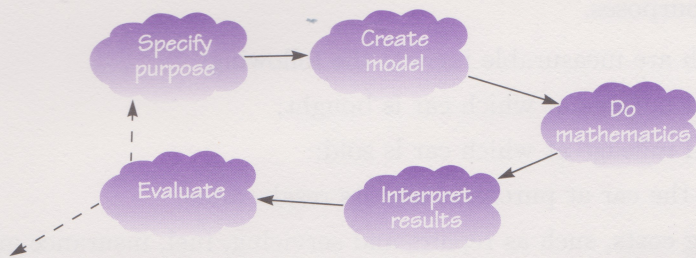 Specify
purpose
Create
model
Do
mathematics
Interpret
results
Evaluate